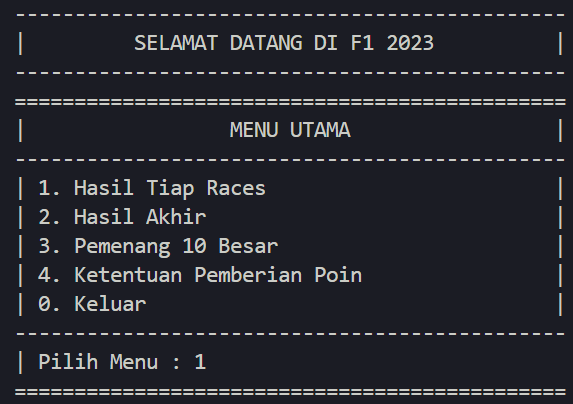 ----------------------------------------------
|         SELAMAT DATANG DI F1 2023          |
----------------------------------------------
==============================================
|                 MENU UTAMA                 |
----------------------------------------------
| 1. Hasil Tiap Races                        |
| 2. Hasil Akhir                             |
| 3. Pemenang 10 Besar                       |
| 4. Ketentuan Pemberian Poin                |
| 0. Keluar                                  |
----------------------------------------------
| Pilih Menu : 1
==============================================